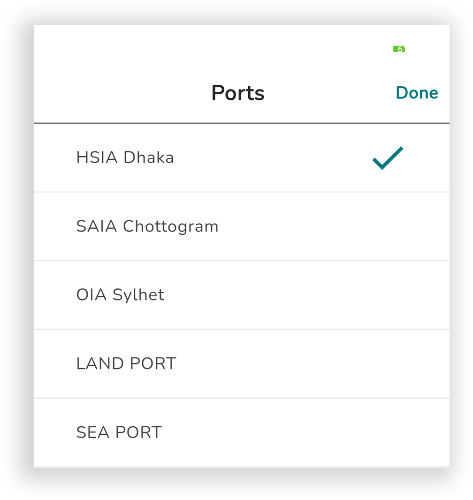 Ports
Done
HSIA Dhaka
SAIA Chottogram
OIA Sylhet
LAND PORT
SEA PORT